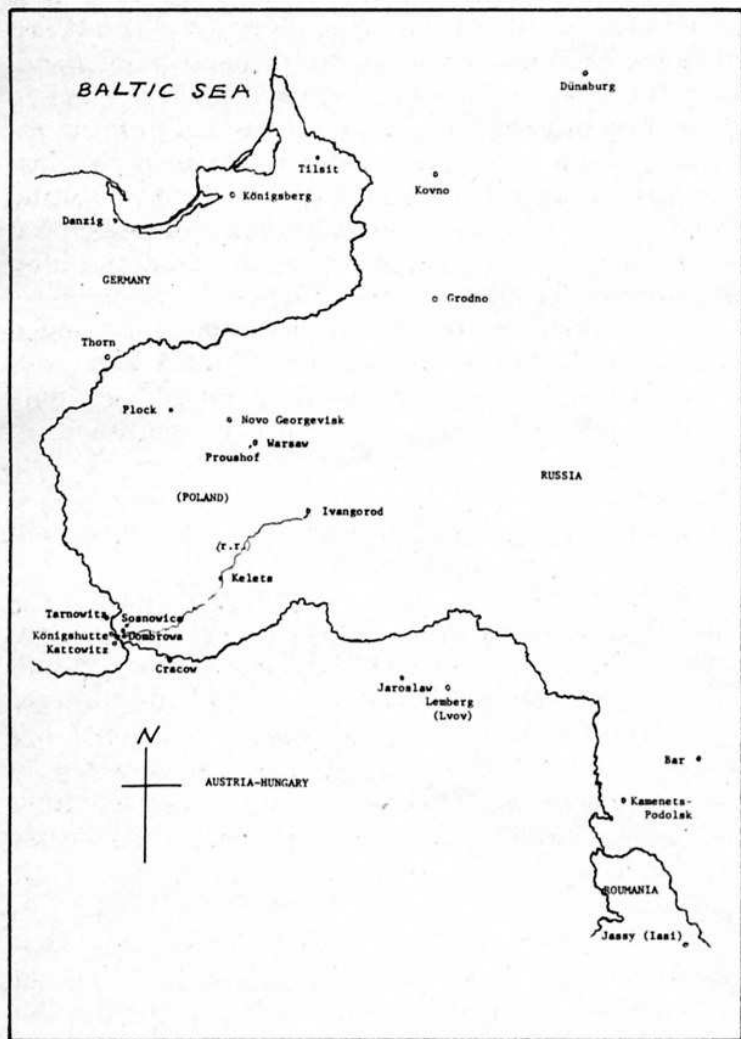 BALTIC SEA
Dünaburg
Tilsit
Kovno
Königsberg
Danzig
GERMANY
Grodno
Thorn
Plock
Novo Georgevisk
Warsaw
Proushof
RUSSIA
(POLAND)
Ivangorod
(r.r.)
Kelets
Tarnowitz
Sosnowice
Königshutte
Dombrowa
Kattowitz
Cracow
Jaroslaw
Lemberg
(Lvov)
N
Bar
AUSTRIA-HUNGARY
Kamenets-
Podolsk
ROUMANIA
Jassy (Iasi)